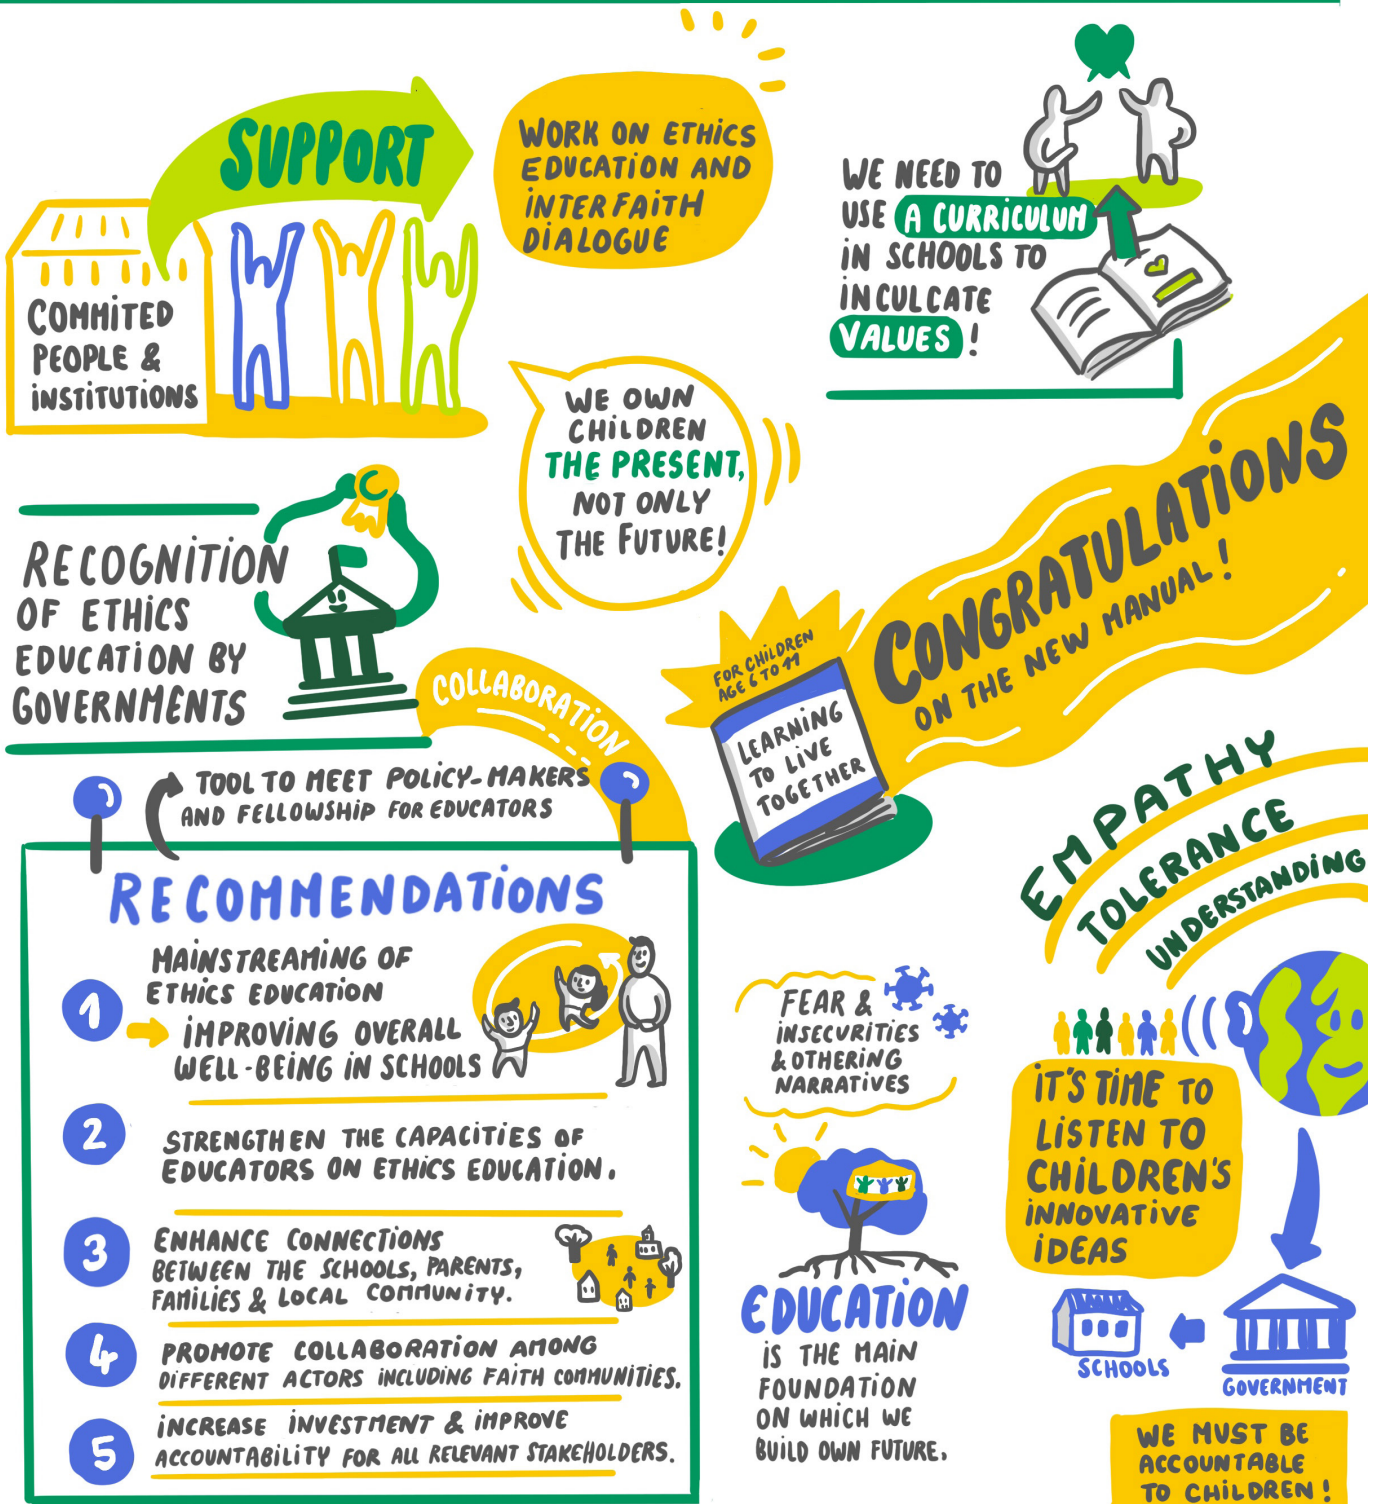 SUPPORT
COMMITED
PEOPLE &
INSTITUTIONS
WORK ON ETHICS
EDUCATION AND
INTERFAITH
DIALOGUE
WE NEED TO
USE A CURRICULUM
IN SCHOOLS TO
INCULCATE
VALUES !
WE OWN
CHILDREN
THE PRESENT,
NOT ONLY
THE FUTURE!
RECOGNITION
OF ETHICS
EDUCATION BY
GOVERNMENTS
COLLABORATION
FOR CHILDREN
AGE 6 TO 11
LEARNING
TO LIVE
TOGETHER
CONGRATULATIONS
ON THE NEW MANUAL!
TOOL TO MEET POLICY-MAKERS
AND FELLOWSHIP FOR EDUCATORS
RECOMMENDATIONS
1
MAINSTREAMING OF
ETHICS EDUCATION
IMPROVING OVERALL
WELL-BEING IN SCHOOLS
2
STRENGTHEN THE CAPACITIES OF
EDUCATORS ON ETHICS EDUCATION.
3
ENHANCE CONNECTIONS
BETWEEN THE SCHOOLS, PARENTS,
FAMILIES & LOCAL COMMUNITY.
4
PROMOTE COLLABORATION AMONG
DIFFERENT ACTORS INCLUDING FAITH COMMUNITIES.
5
INCREASE INVESTMENT & IMPROVE
ACCOUNTABILITY FOR ALL RELEVANT STAKEHOLDERS.
FEAR &
INSECURITIES
& OTHERING
NARRATIVES
EDUCATION
IS THE MAIN
FOUNDATION
ON WHICH WE
BUILD OWN FUTURE.
EMPATHY
TOLERANCE
UNDERSTANDING
IT'S TIME TO
LISTEN TO
CHILDREN'S
INNOVATIVE
IDEAS
SCHOOLS
GOVERNMENT
WE MUST BE
ACCOUNTABLE
TO CHILDREN!